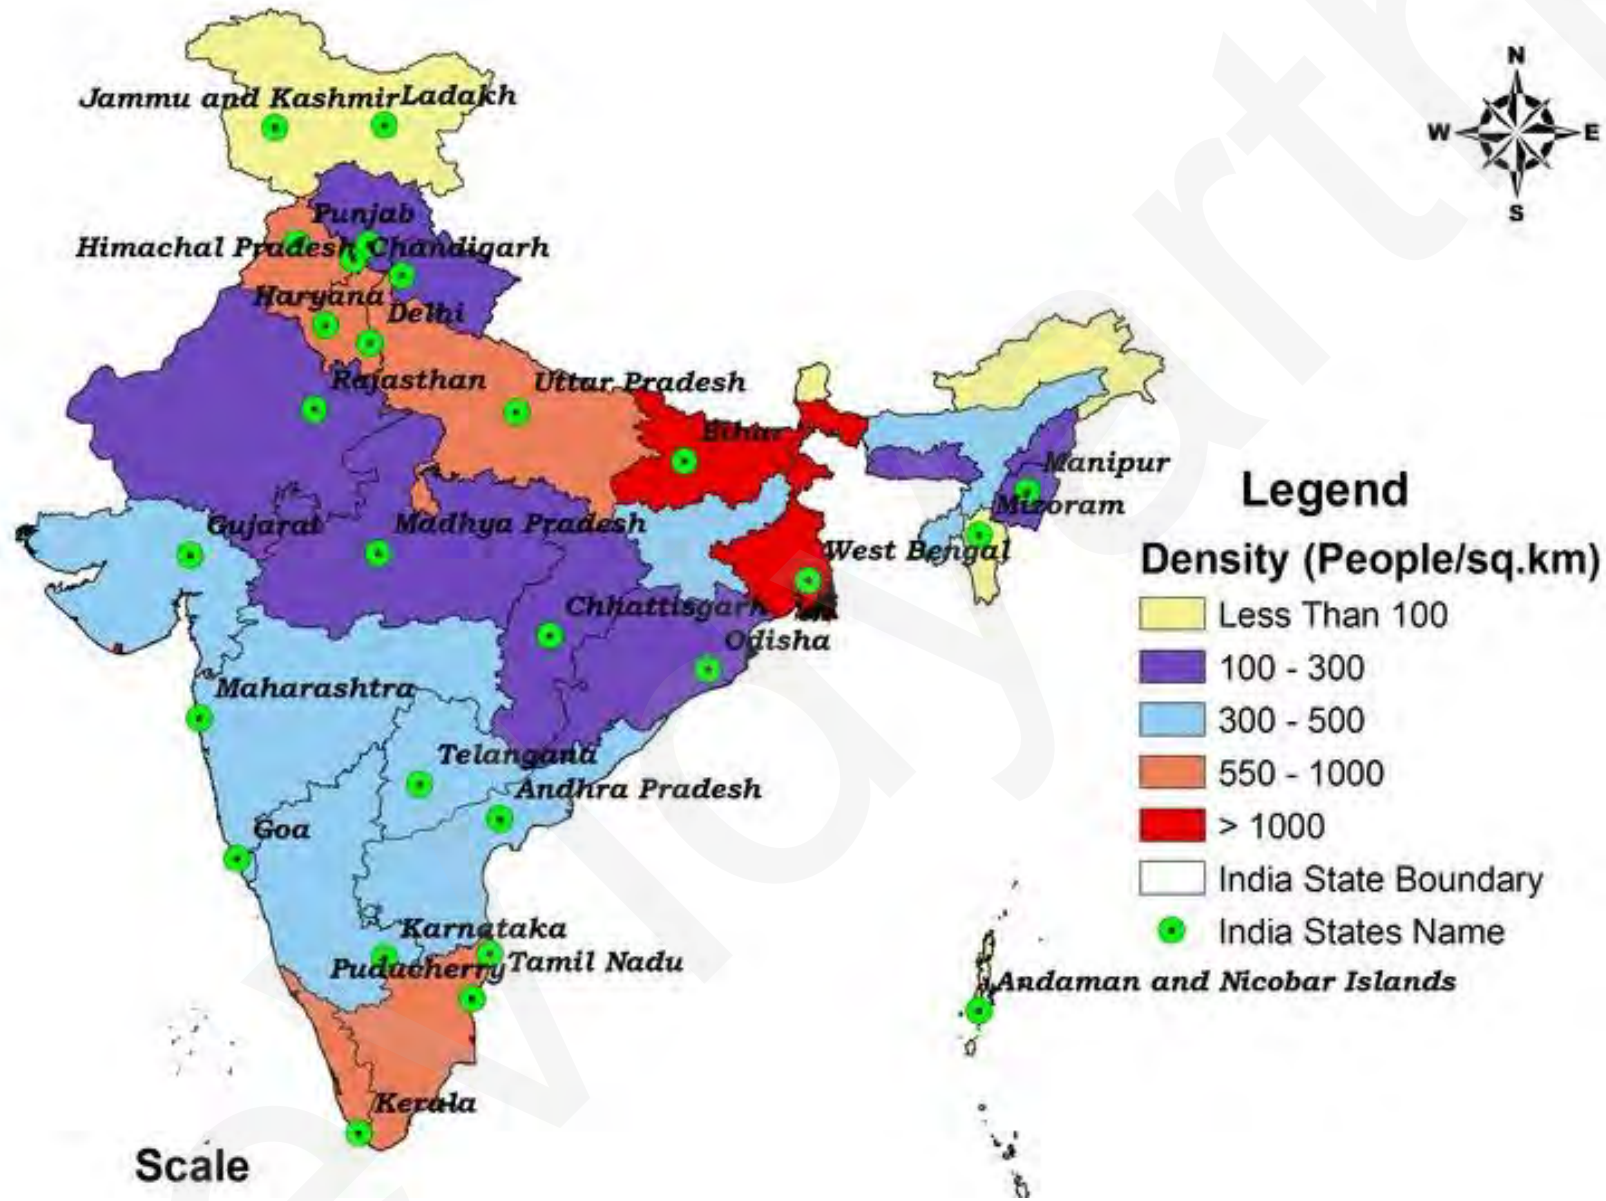 N
W E
S
Jammu and Kashmir Ladakh
Punjab
Himachal Pradesh Chandigarh
Haryana
Delhi
Rajasthan
Uttar Pradesh
Bihar
Manipur
Mizoram
Gujarat
Madhya Pradesh
West Bengal
Chhattisgarh
Odisha
Maharashtra
Telangana
Andhra Pradesh
Goa
Karnataka
Puducherry
Tamil Nadu
Andaman and Nicobar Islands
Kerala
Scale
Legend
Density (People/sq.km)
Less Than 100
100 - 300
300 - 500
550 - 1000
> 1000
India State Boundary
India States Name